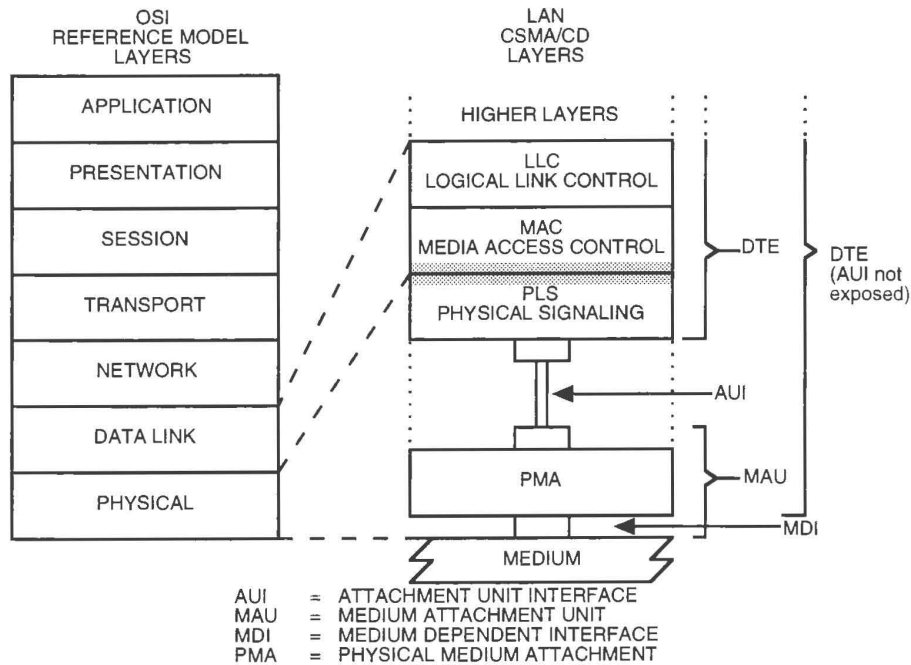 OSI
REFERENCE MODEL
LAYERS
APPLICATION
PRESENTATION
SESSION
TRANSPORT
NETWORK
DATA LINK
PHYSICAL
LAN
CSMA/CD
LAYERS
HIGHER LAYERS
LLC
LOGICAL LINK CONTROL
MAC
MEDIA ACCESS CONTROL
PLS
PHYSICAL SIGNALING
AUI
PMA
MDI
MEDIUM
DTE
MAU
DTE
(AUI not
exposed)
AUI = ATTACHMENT UNIT INTERFACE
MAU = MEDIUM ATTACHMENT UNIT
MDI = MEDIUM DEPENDENT INTERFACE
PMA = PHYSICAL MEDIUM ATTACHMENT